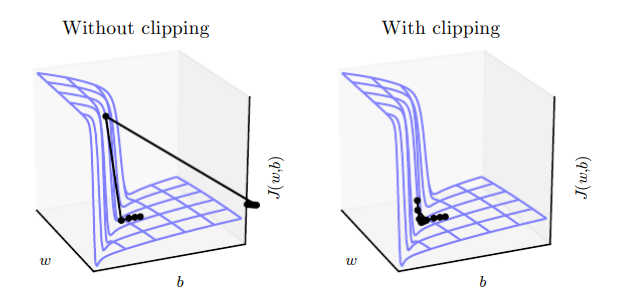 Without clipping
With clipping
J(w,b)
w
b
J(w,b)
w
b